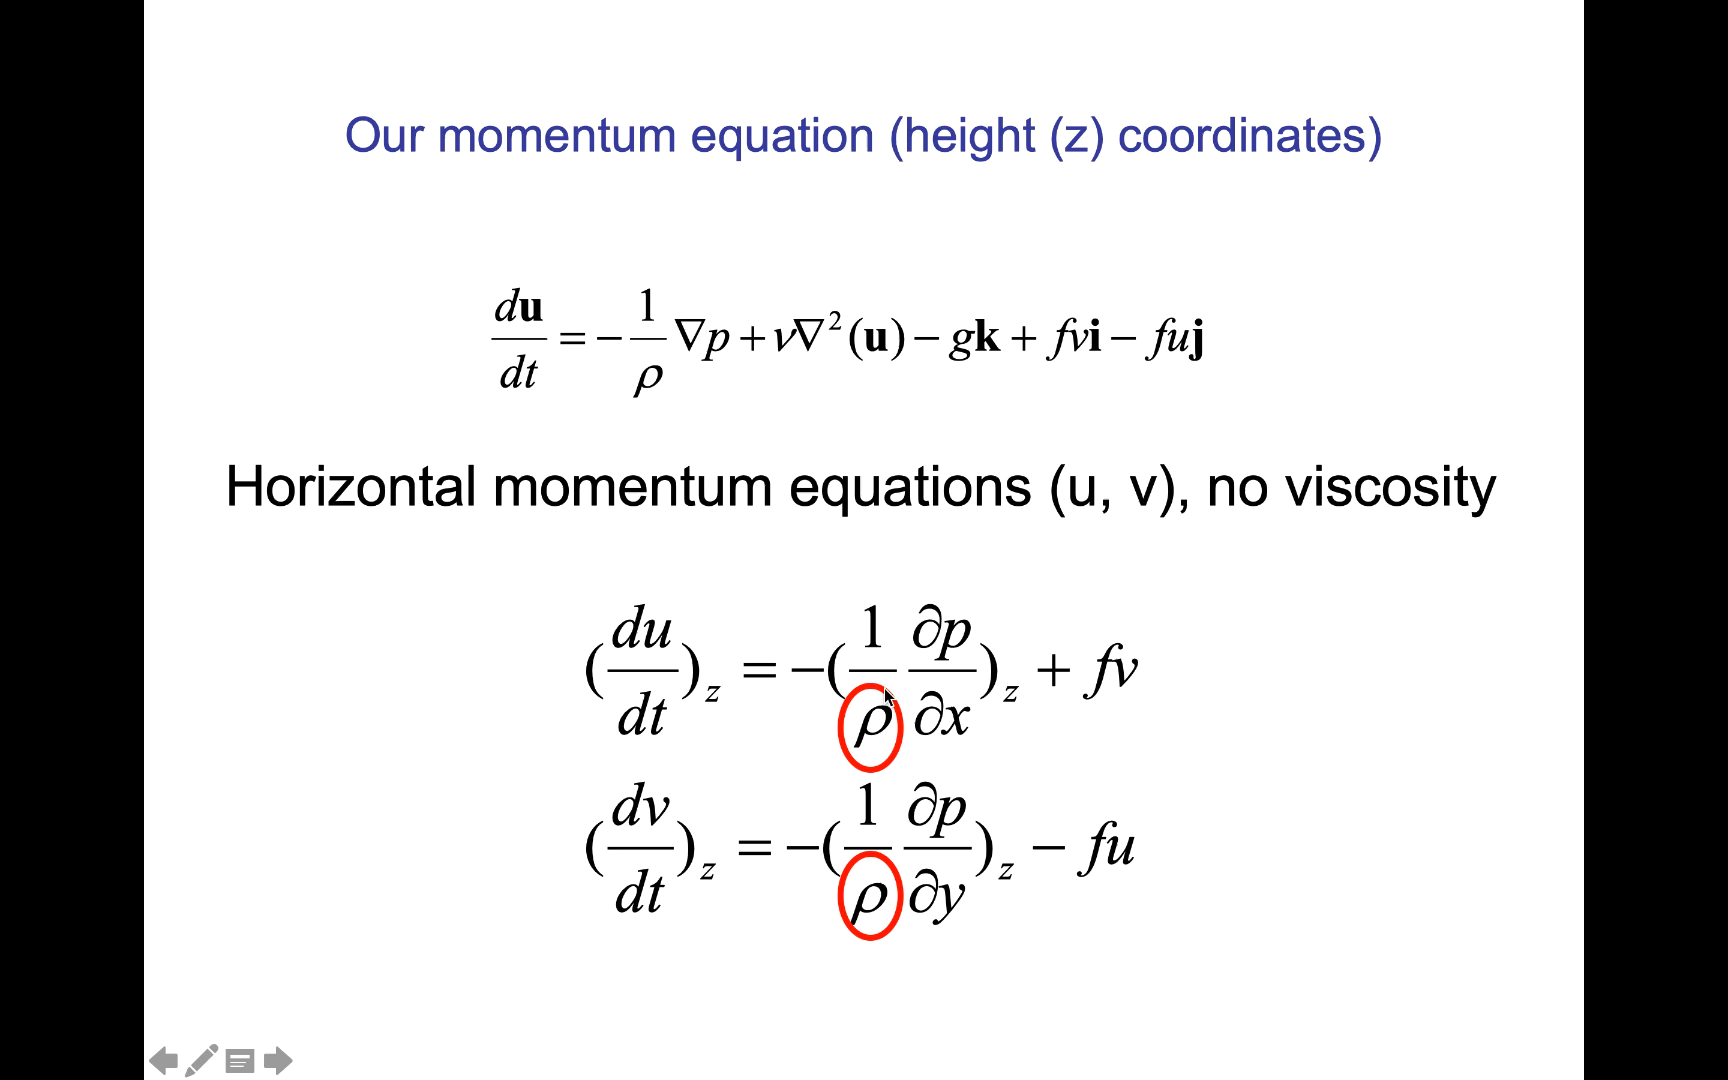 Our momentum equation (height (z) coordinates)
d𝐮/dt = −(1/ρ)∇p + ν∇²(𝐮) − g𝐤 + fv𝐢 − fu𝐣
Horizontal momentum equations (u, v), no viscosity
(du/dt)_z = −(1/ρ ∂p/∂x)_z + fv
(dv/dt)_z = −(1/ρ ∂p/∂y)_z − fu